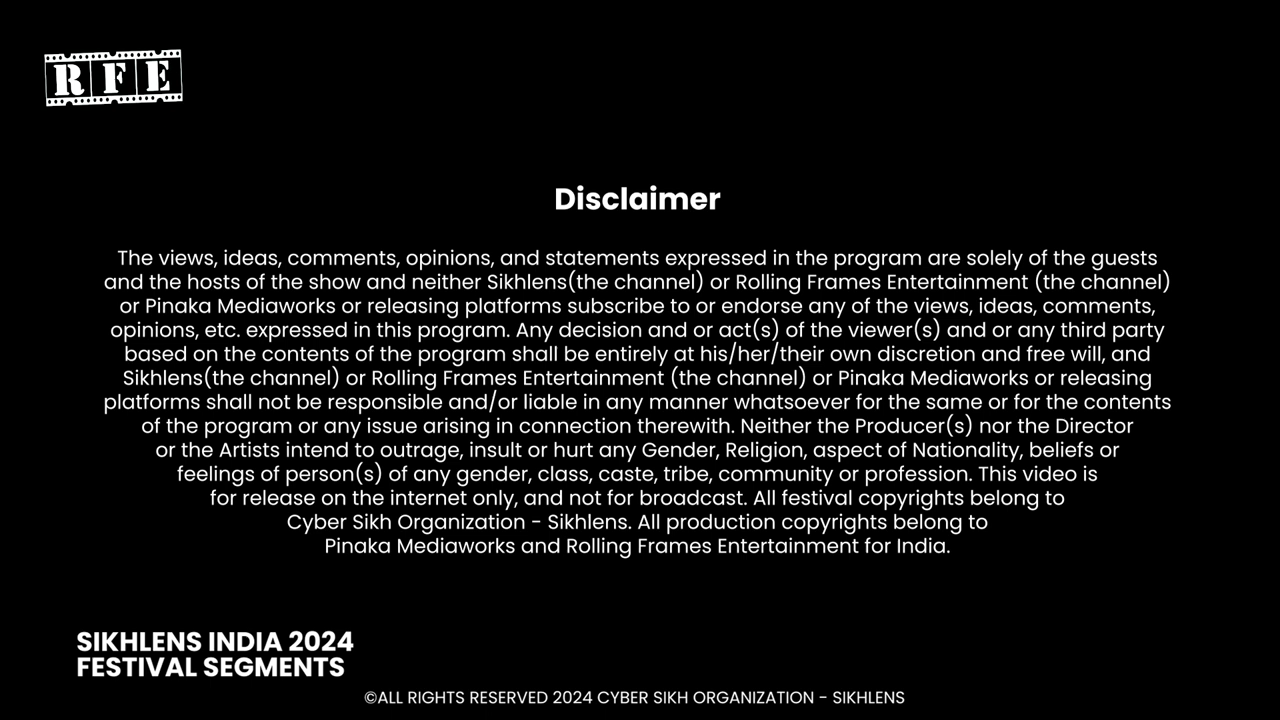 RFE
Disclaimer
The views, ideas, comments, opinions, and statements expressed in the program are solely of the guests
and the hosts of the show and neither Sikhlens(the channel) or Rolling Frames Entertainment (the channel)
or Pinaka Mediaworks or releasing platforms subscribe to or endorse any of the views, ideas, comments,
opinions, etc. expressed in this program. Any decision and or act(s) of the viewer(s) and or any third party
based on the contents of the program shall be entirely at his/her/their own discretion and free will, and
Sikhlens(the channel) or Rolling Frames Entertainment (the channel) or Pinaka Mediaworks or releasing
platforms shall not be responsible and/or liable in any manner whatsoever for the same or for the contents
of the program or any issue arising in connection therewith. Neither the Producer(s) nor the Director
or the Artists intend to outrage, insult or hurt any Gender, Religion, aspect of Nationality, beliefs or
feelings of person(s) of any gender, class, caste, tribe, community or profession. This video is
for release on the internet only, and not for broadcast. All festival copyrights belong to
Cyber Sikh Organization - Sikhlens. All production copyrights belong to
Pinaka Mediaworks and Rolling Frames Entertainment for India.
SIKHLENS INDIA 2024
FESTIVAL SEGMENTS
©ALL RIGHTS RESERVED 2024 CYBER SIKH ORGANIZATION - SIKHLENS